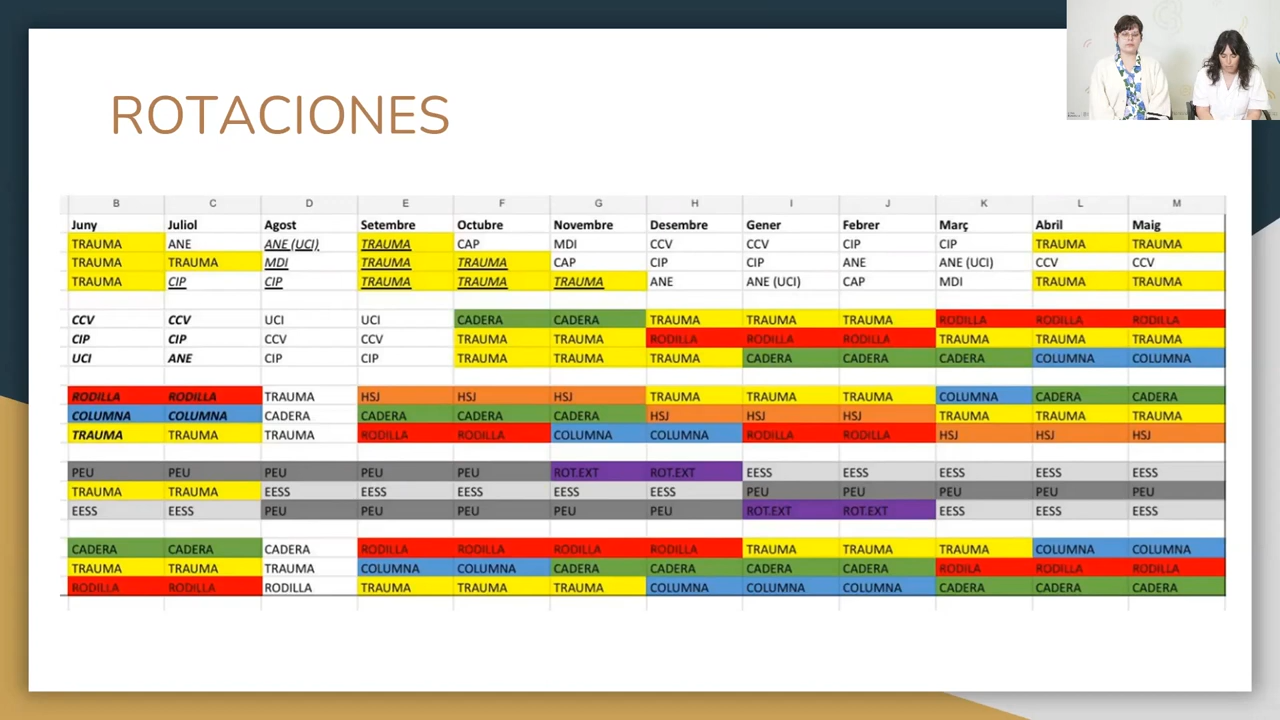 ROTACIONES
B C D E F G H I J K L M
Juny Juliol Agost Setembre Octubre Novembre Desembre Gener Febrer Març Abril Maig
TRAUMA ANE ANE (UCI) TRAUMA CAP MDI CCV CCV CIP CIP TRAUMA TRAUMA
TRAUMA TRAUMA MDI TRAUMA TRAUMA CAP CIP CIP ANE ANE (UCI) CCV CCV
TRAUMA CIP CIP TRAUMA TRAUMA TRAUMA ANE ANE (UCI) CAP MDI TRAUMA TRAUMA
CCV CCV UCI UCI CADERA CADERA TRAUMA TRAUMA TRAUMA RODILLA RODILLA RODILLA
CIP CIP CCV CCV TRAUMA TRAUMA RODILLA RODILLA RODILLA TRAUMA TRAUMA TRAUMA
UCI ANE CIP CIP TRAUMA TRAUMA TRAUMA CADERA CADERA CADERA COLUMNA COLUMNA
RODILLA RODILLA TRAUMA HSJ HSJ HSJ TRAUMA TRAUMA TRAUMA COLUMNA CADERA CADERA
COLUMNA COLUMNA CADERA CADERA CADERA CADERA HSJ HSJ HSJ TRAUMA TRAUMA TRAUMA
TRAUMA TRAUMA TRAUMA RODILLA RODILLA COLUMNA COLUMNA RODILLA RODILLA HSJ HSJ HSJ
PEU PEU PEU PEU PEU ROT.EXT ROT.EXT EESS EESS EESS EESS EESS
TRAUMA TRAUMA EESS EESS EESS EESS EESS PEU PEU PEU PEU PEU
EESS EESS PEU PEU PEU PEU PEU ROT.EXT ROT.EXT EESS EESS EESS
CADERA CADERA CADERA RODILLA RODILLA RODILLA RODILLA TRAUMA TRAUMA TRAUMA COLUMNA COLUMNA
TRAUMA TRAUMA TRAUMA COLUMNA COLUMNA CADERA CADERA CADERA CADERA RODILA RODILLA RODILLA
RODILLA RODILLA RODILLA TRAUMA TRAUMA TRAUMA COLUMNA COLUMNA COLUMNA CADERA CADERA CADERA